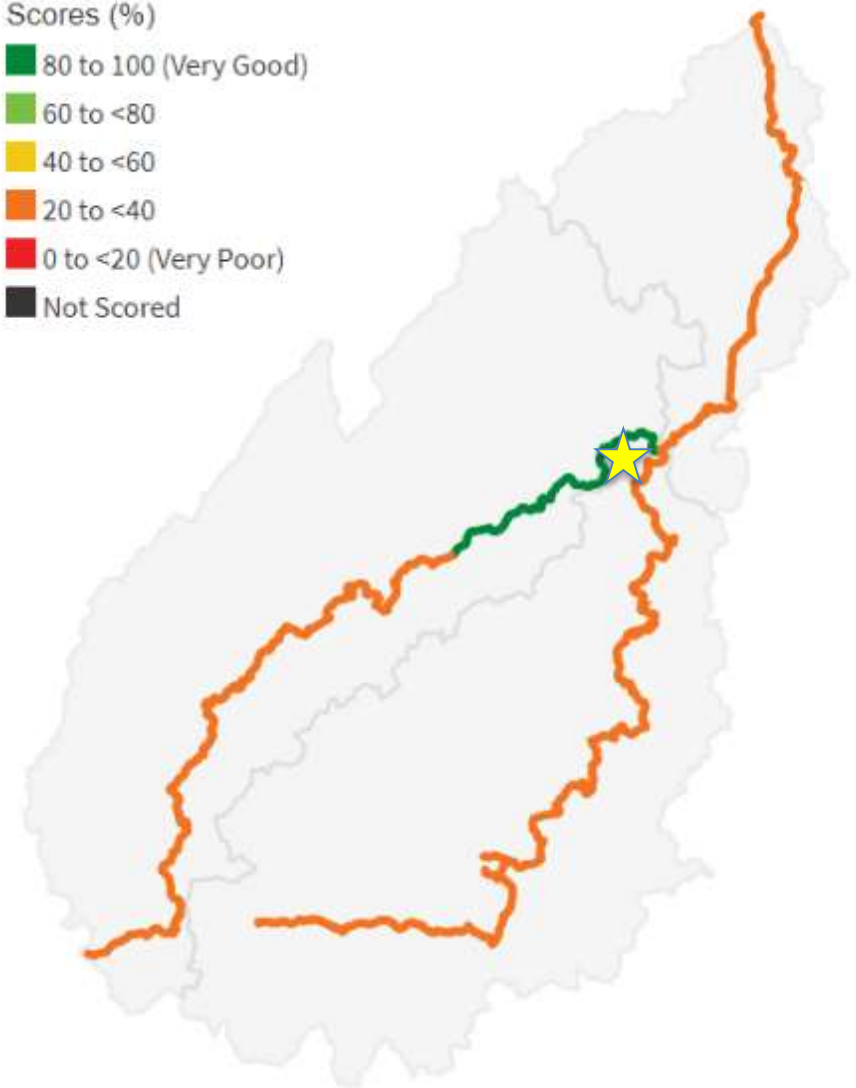 Scores (%)
80 to 100 (Very Good)
60 to <80
40 to <60
20 to <40
0 to <20 (Very Poor)
Not Scored